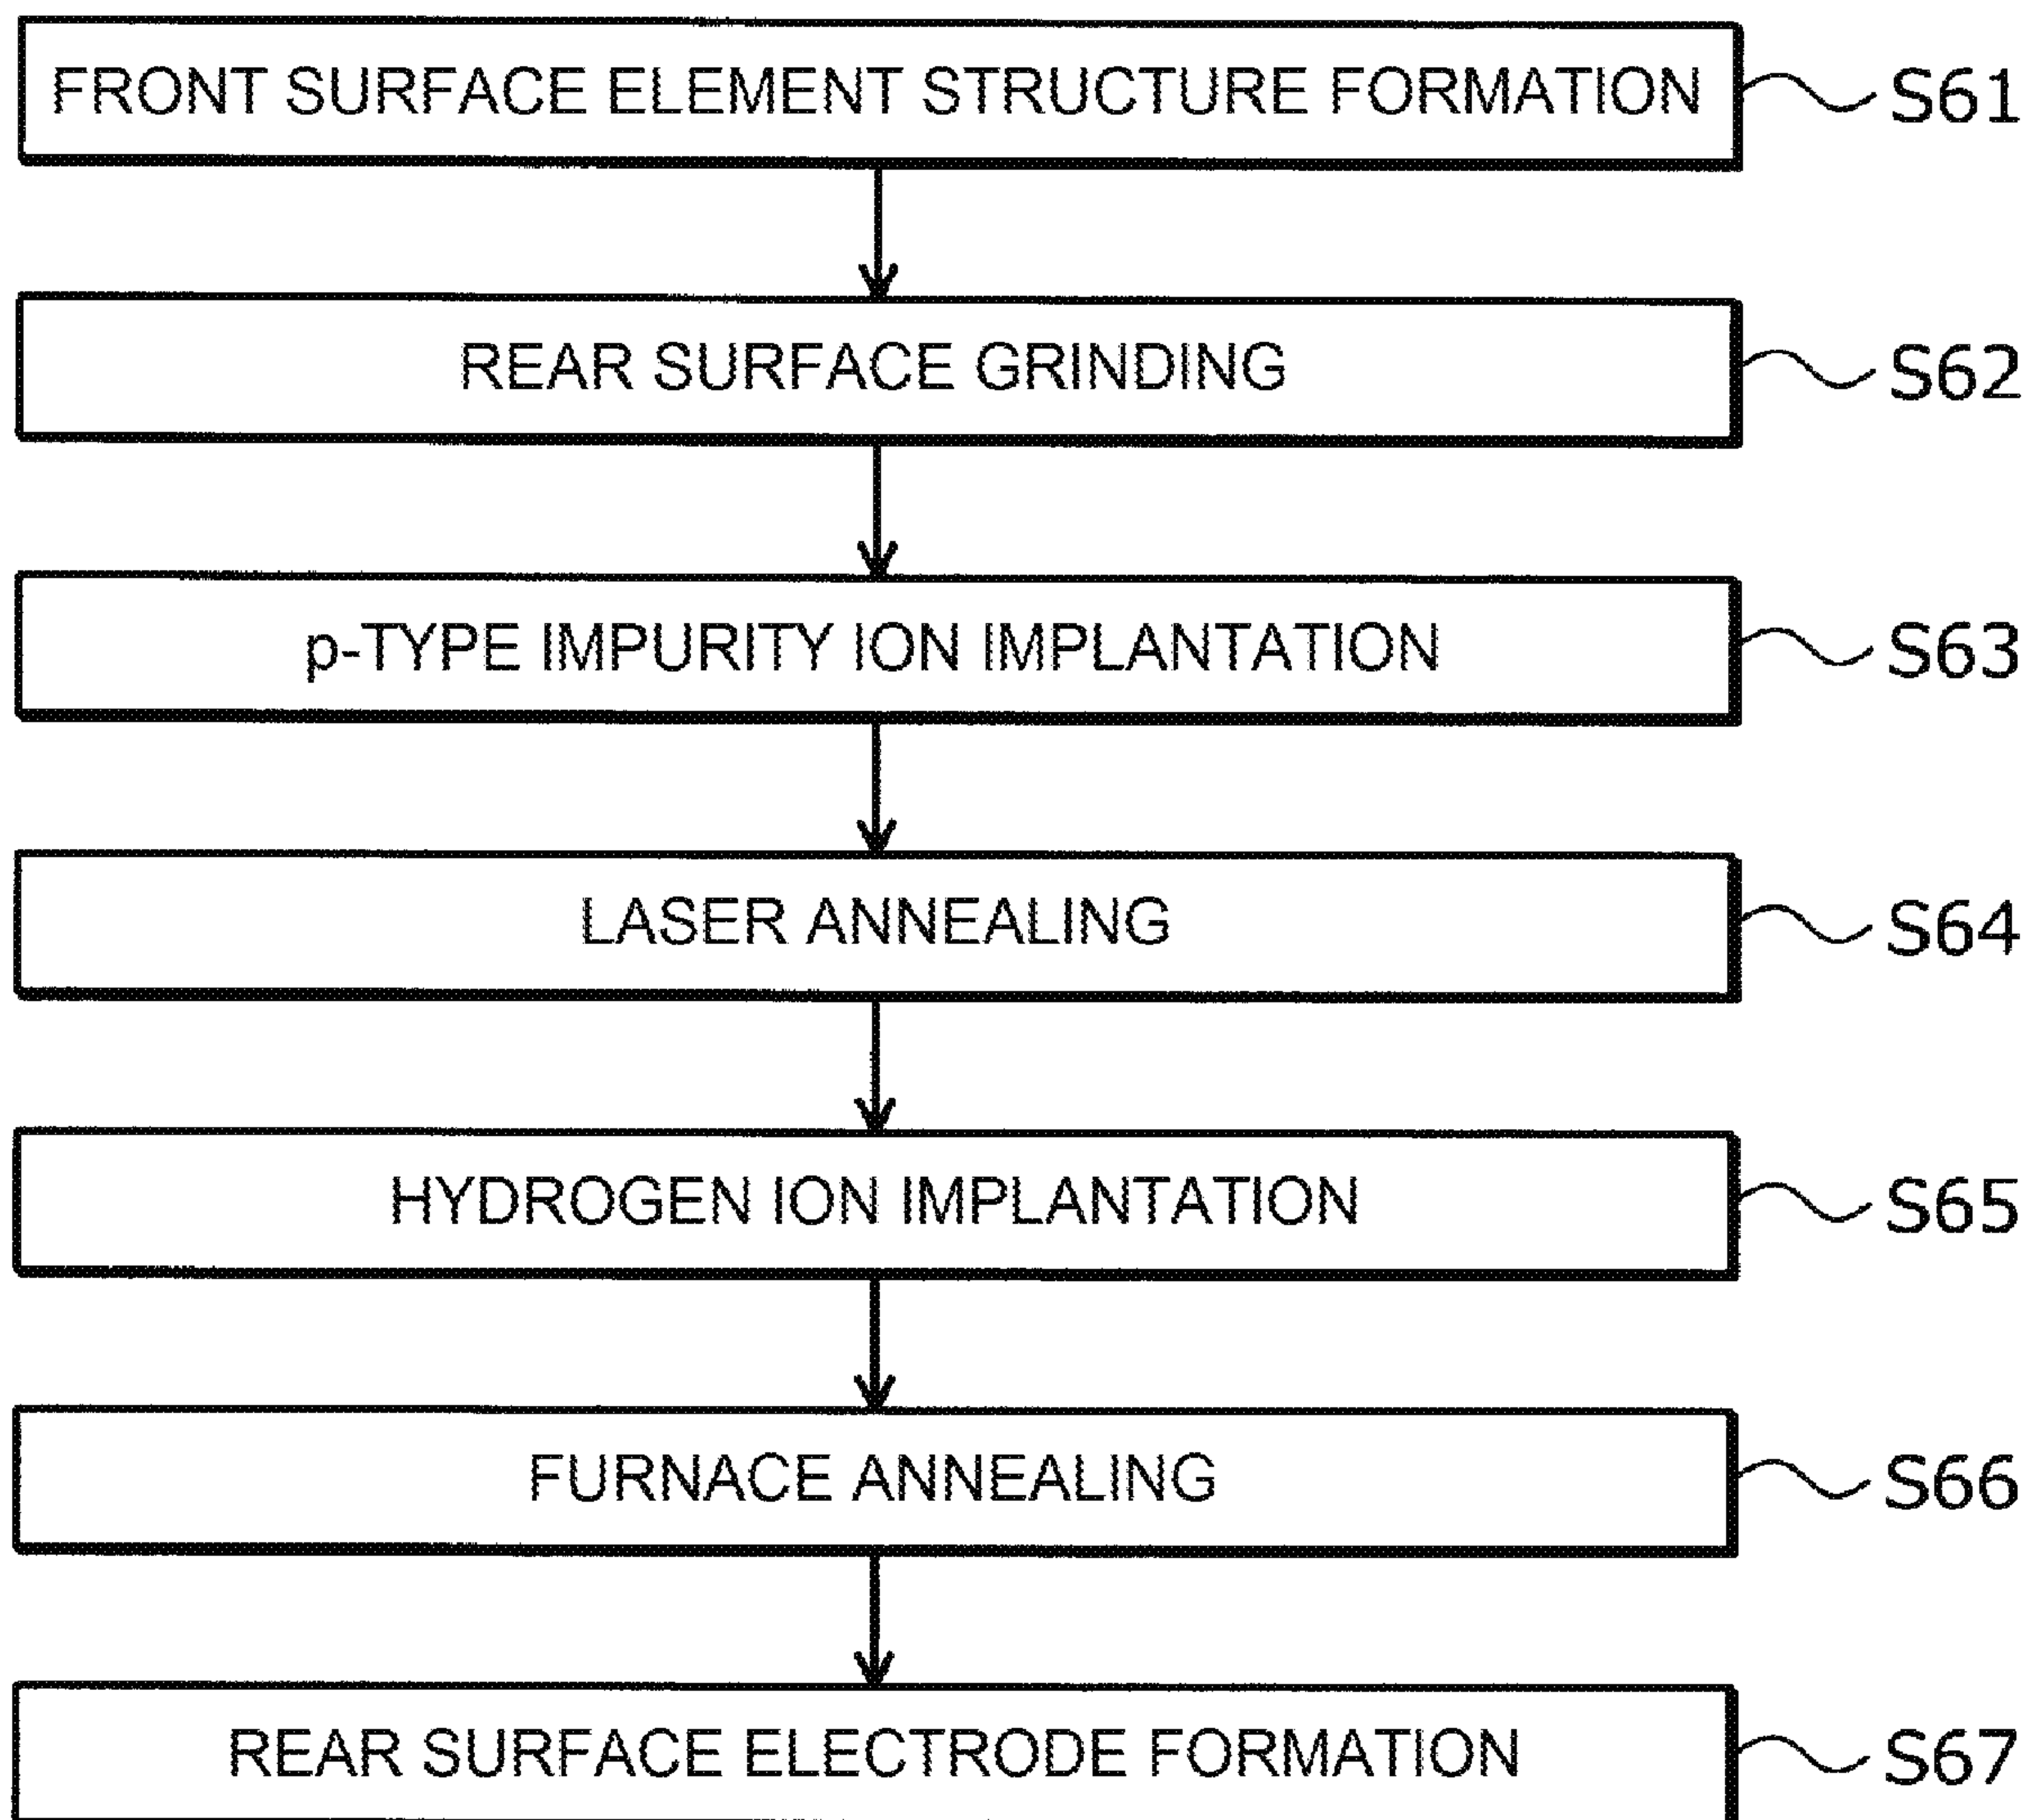 FRONT SURFACE ELEMENT STRUCTURE FORMATION S61
REAR SURFACE GRINDING S62
p-TYPE IMPURITY ION IMPLANTATION S63
LASER ANNEALING S64
HYDROGEN ION IMPLANTATION S65
FURNACE ANNEALING S66
REAR SURFACE ELECTRODE FORMATION S67